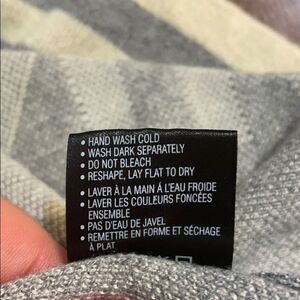 • HAND WASH COLD
• WASH DARK SEPARATELY
• DO NOT BLEACH
• RESHAPE, LAY FLAT TO DRY
• LAVER À LA MAIN Á L'EAU FROIDE
• LAVER LES COULEURS FONCÉES
ENSEMBLE
• PAS D'EAU DE JAVEL
• REMETTRE EN FORME ET SÉCHAGE
À PLAT